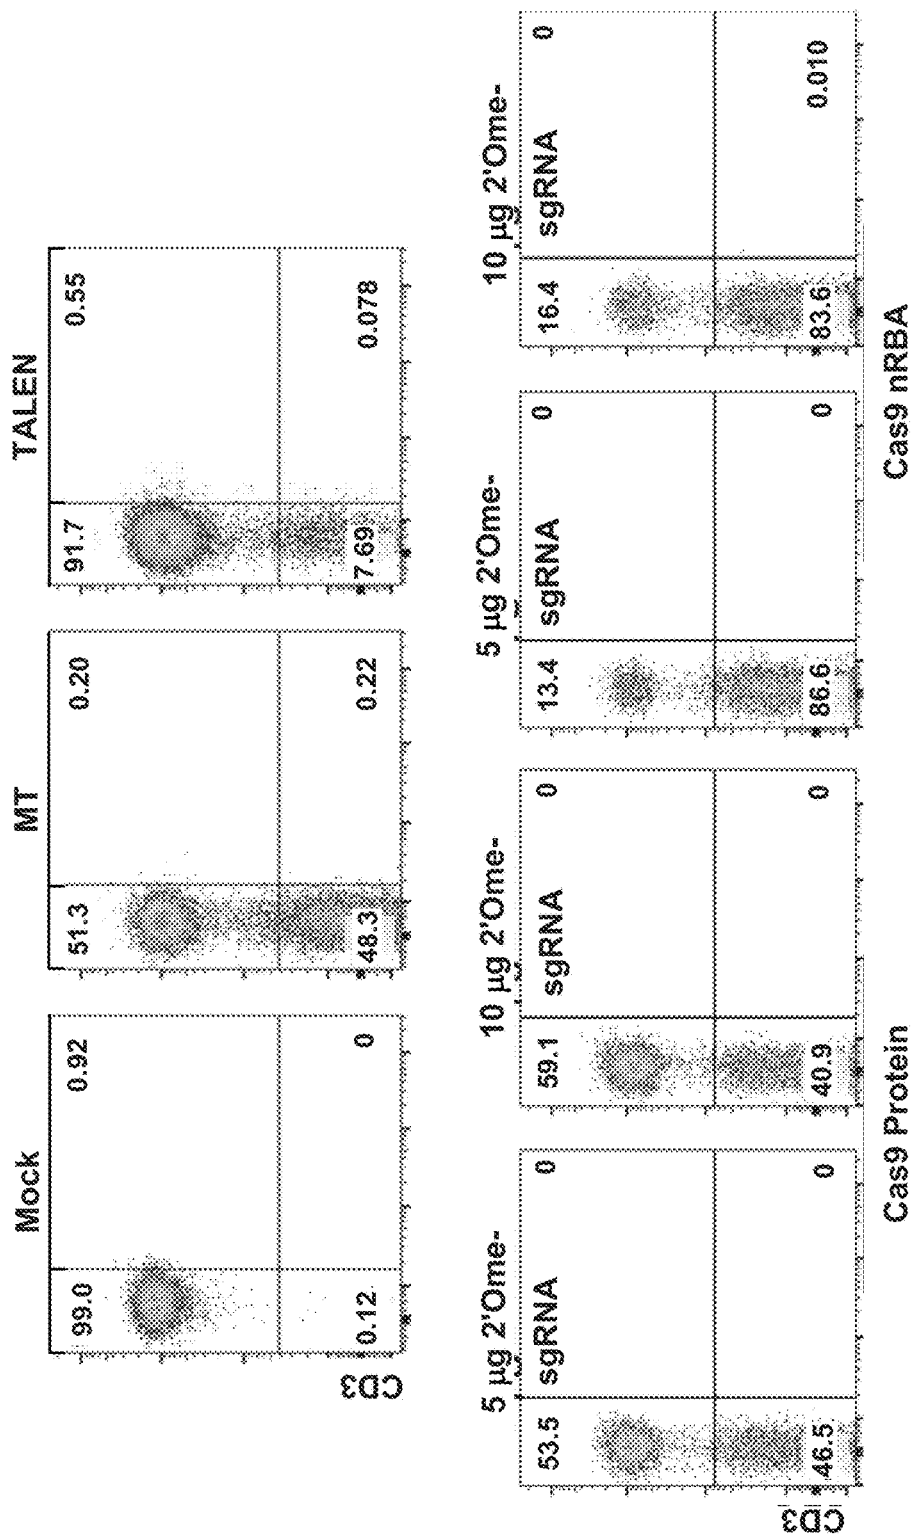 Mock
99.0
0.92
0.12
0
CD3
MT
51.3
0.20
48.3
0.22
TALEN
91.7
0.55
7.69
0.078
5 µg 2'Ome-
sgRNA
53.5
0
46.5
0
CD3
10 µg 2'Ome-
sgRNA
59.1
0
40.9
0
Cas9 Protein
5 µg 2'Ome-
sgRNA
13.4
0
86.6
0
10 µg 2'Ome-
sgRNA
16.4
0
83.6
0.010
Cas9 nRBA